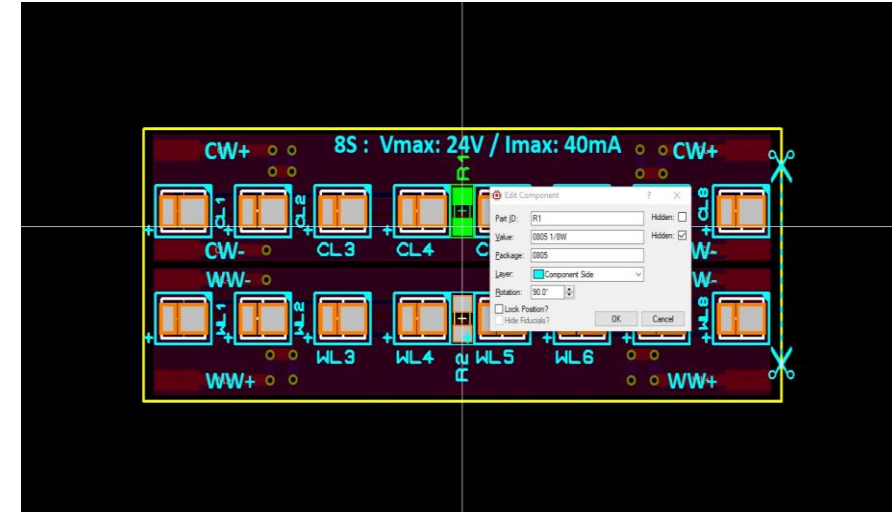 8S : Vmax: 24V / Imax: 40mA
CW+
CW+
R1
CL1
CL2
CL3
CL4
C
CL8
CW-
W-
Edit Component
?
Part ID:
R1
Hidden:
Value:
0805 1/8W
Hidden:
Package:
0805
Layer:
Component Side
Rotation:
90.0°
Lock Position?
Hide Fiducials?
OK
Cancel
WW-
W-
WL1
WL2
WL3
WL4
R2
WL5
WL6
WL8
WW+
WW+